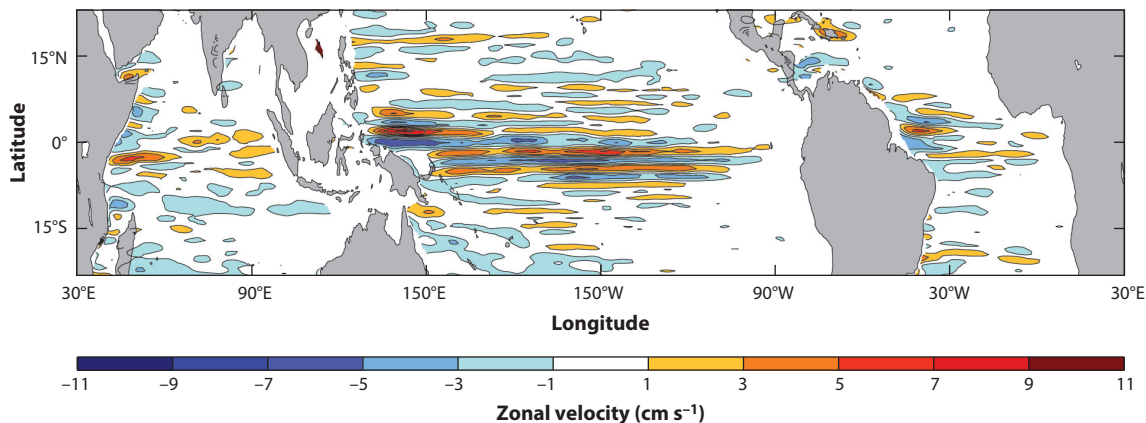 Latitude
15°N
0°
15°S
30°E 90°E 150°E 150°W 90°W 30°W 30°E
Longitude
–11 –9 –7 –5 –3 –1 1 3 5 7 9 11
Zonal velocity (cm s⁻¹)